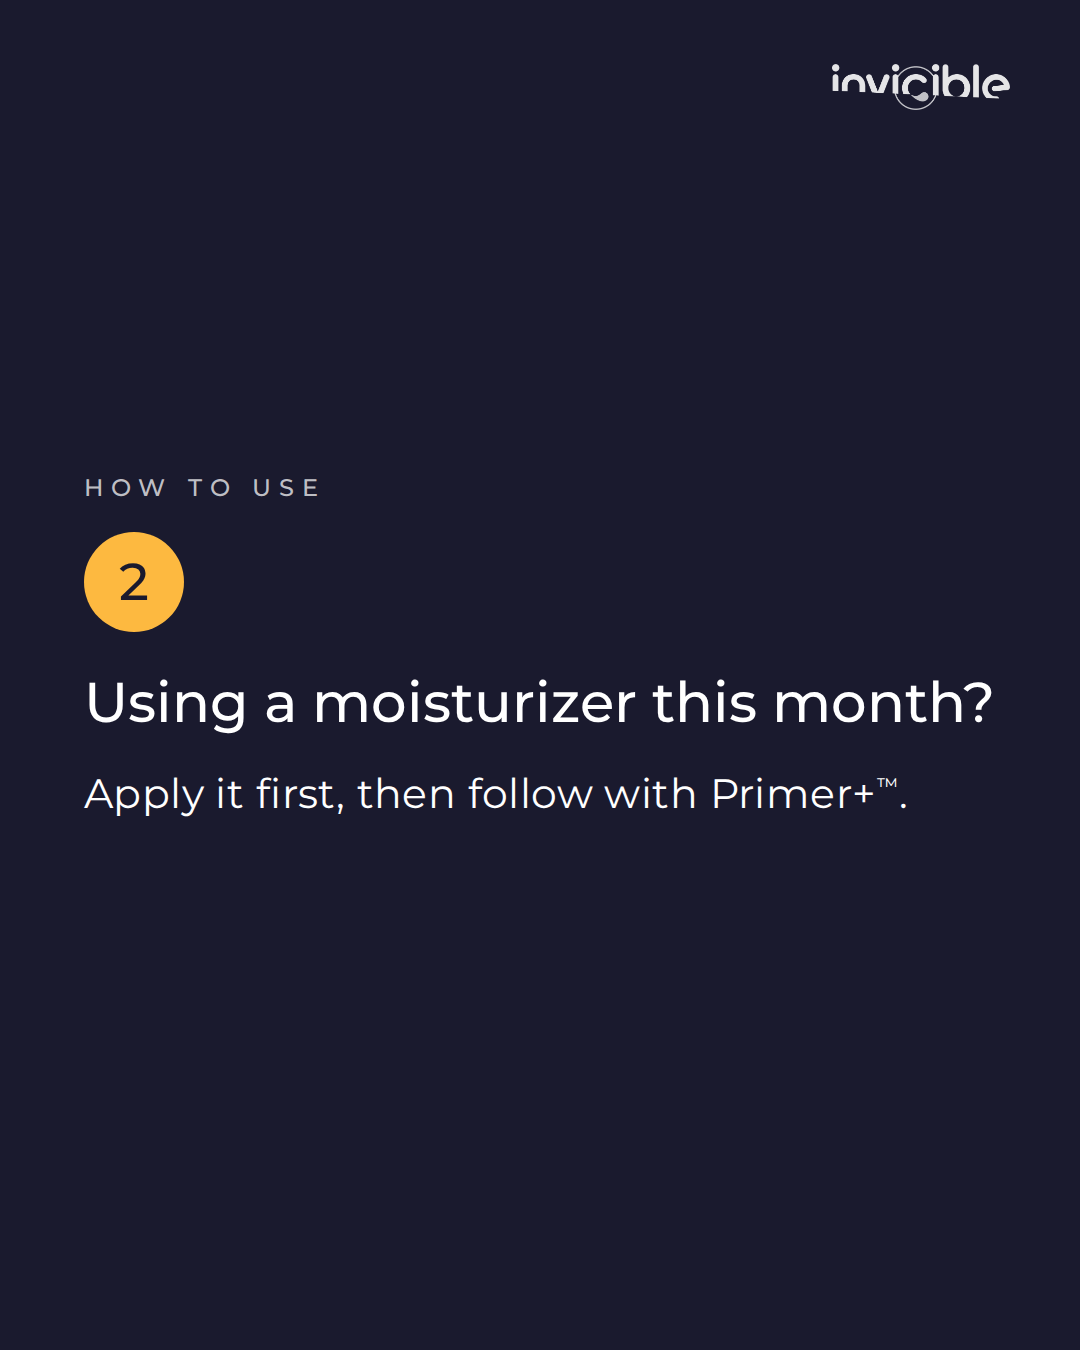 invicible
HOW TO USE
2
Using a moisturizer this month?
Apply it first, then follow with Primer+™.